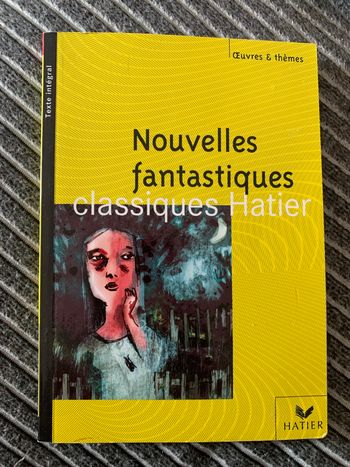 Texte intégral
Œuvres & thèmes
Nouvelles
fantastiques
classiques Hatier
HATIER